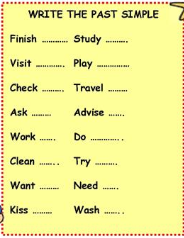 WRITE THE PAST SIMPLE
Finish ............ Study ..........
Visit ............. Play ...............
Check .......... Travel .........
Ask ......... Advise .......
Work ....... Do ..............
Clean ........ Try ..........
Want ......... Need .......
Kiss ......... Wash ........